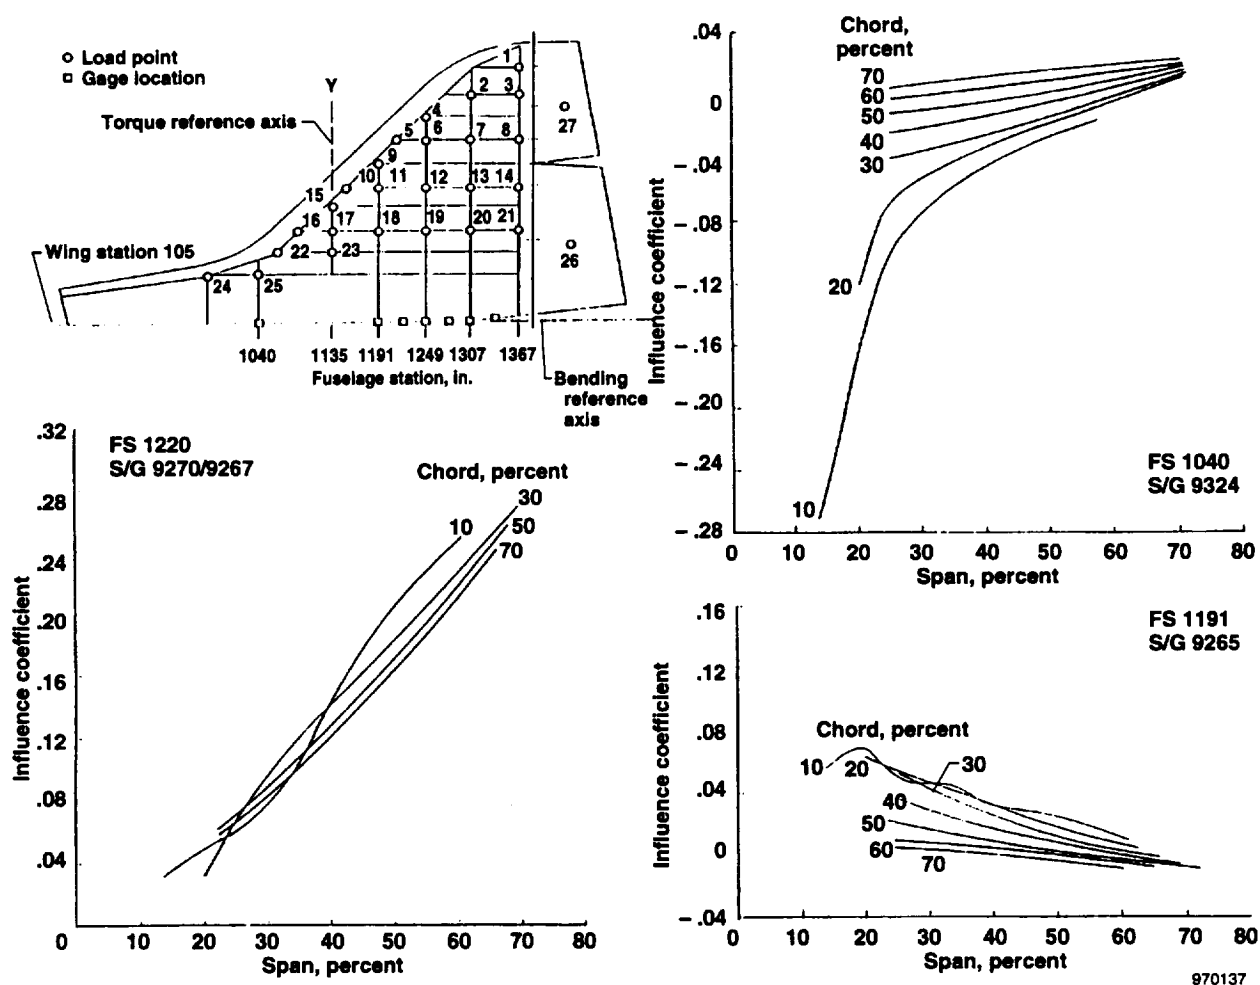 Load point
Gage location
Y
Torque reference axis
Wing station 105
1
2 3
4
5 6 7 8
9
10 11 12 13 14
15
16 17 18 19 20 21
22 23
24 25
26
27
1040 1135 1191 1249 1307 1367
Fuselage station, in.
Bending
reference
axis
.04
0
– .04
– .08
– .12
– .16
– .20
– .24
– .28
Influence coefficient
Chord,
percent
70
60
50
40
30
20
10
FS 1040
S/G 9324
0 10 20 30 40 50 60 70 80
Span, percent
.32
.28
.24
.20
.16
.12
.08
.04
0
Influence coefficient
FS 1220
S/G 9270/9267
Chord, percent
30
10 50
70
10 20 30 40 50 60 70 80
Span, percent
.16
.12
.08
.04
0
– .04
Influence coefficient
FS 1191
S/G 9265
Chord, percent
10 20 30
40
50
60 70
0 10 20 30 40 50 60 70 80
Span, percent
970137